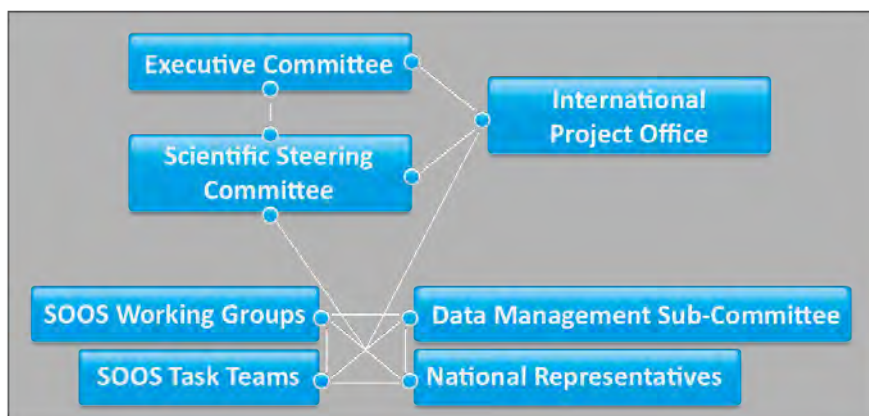 Executive Committee
International
Project Office
Scientific Steering
Committee
SOOS Working Groups
Data Management Sub-Committee
SOOS Task Teams
National Representatives